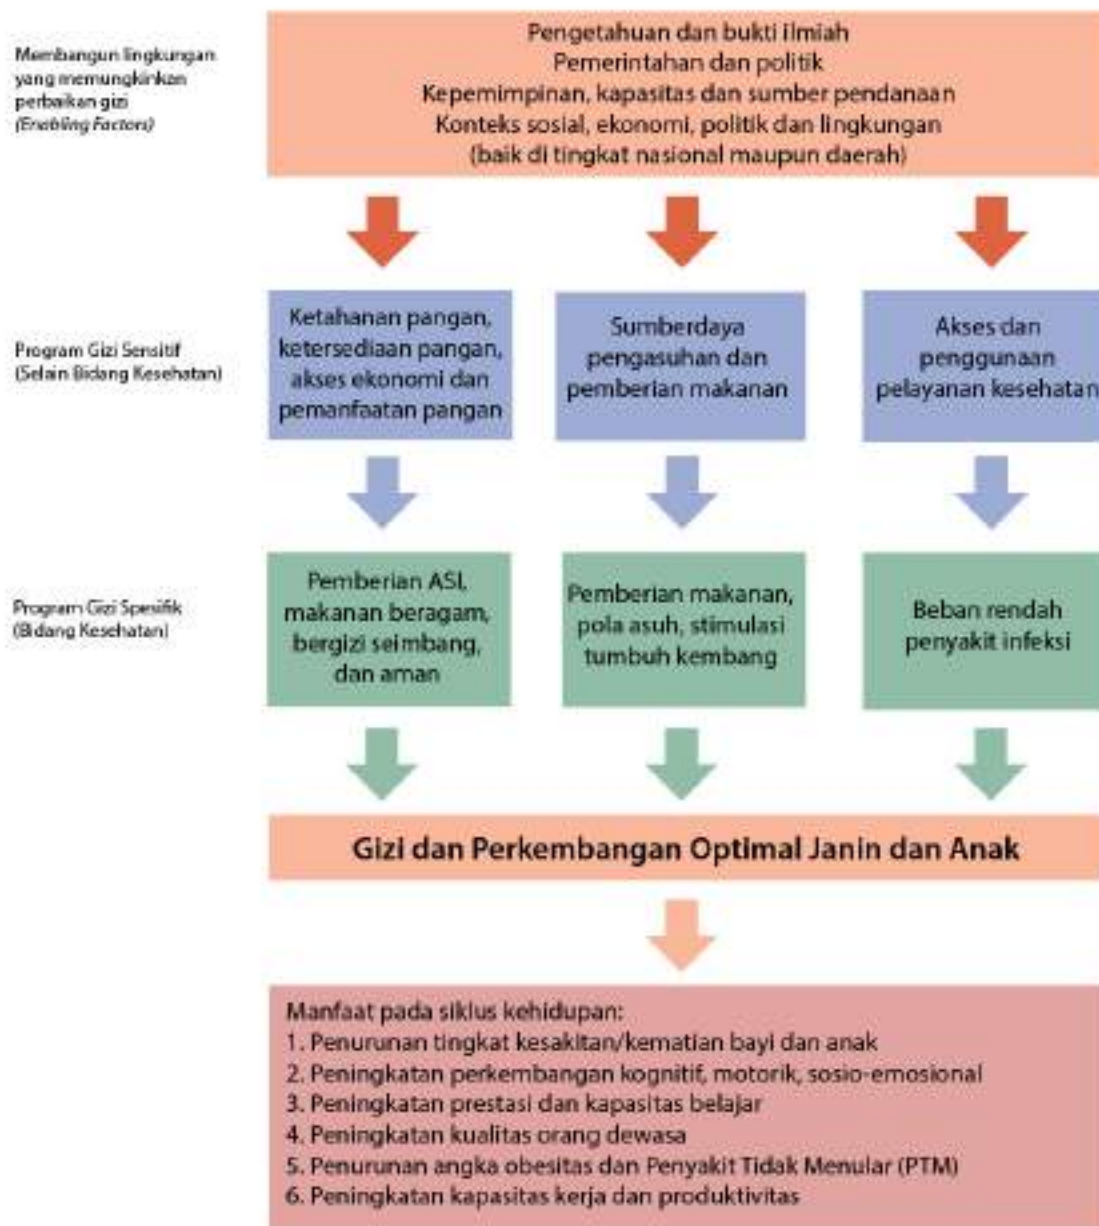 Membangun lingkungan
yang memungkinkan
perbaikan gizi
(Enabling Factors)
Pengetahuan dan bukti ilmiah
Pemerintahan dan politik
Kepemimpinan, kapasitas dan sumber pendanaan
Konteks sosial, ekonomi, politik dan lingkungan
(baik di tingkat nasional maupun daerah)
Program Gizi Sensitif
(Selain Bidang Kesehatan)
Ketahanan pangan,
ketersediaan pangan,
akses ekonomi dan
pemanfaatan pangan
Sumberdaya
pengasuhan dan
pemberian makanan
Akses dan
penggunaan
pelayanan kesehatan
Program Gizi Spesifik
(Bidang Kesehatan)
Pemberian ASI,
makanan beragam,
bergizi seimbang,
dan aman
Pemberian makanan,
pola asuh, stimulasi
tumbuh kembang
Beban rendah
penyakit infeksi
Gizi dan Perkembangan Optimal Janin dan Anak
Manfaat pada siklus kehidupan:
1. Penurunan tingkat kesakitan/kematian bayi dan anak
2. Peningkatan perkembangan kognitif, motorik, sosio-emosional
3. Peningkatan prestasi dan kapasitas belajar
4. Peningkatan kualitas orang dewasa
5. Penurunan angka obesitas dan Penyakit Tidak Menular (PTM)
6. Peningkatan kapasitas kerja dan produktivitas